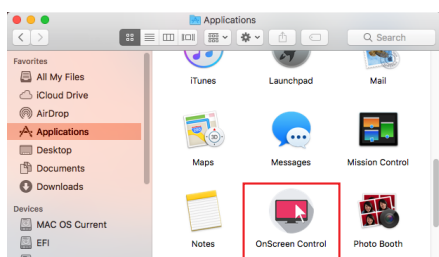 Applications
Search
Favorites
All My Files
iCloud Drive
AirDrop
Applications
Desktop
Documents
Downloads
Devices
MAC OS Current
EFI
iTunes
Launchpad
Mail
Maps
Messages
Mission Control
Notes
OnScreen Control
Photo Booth